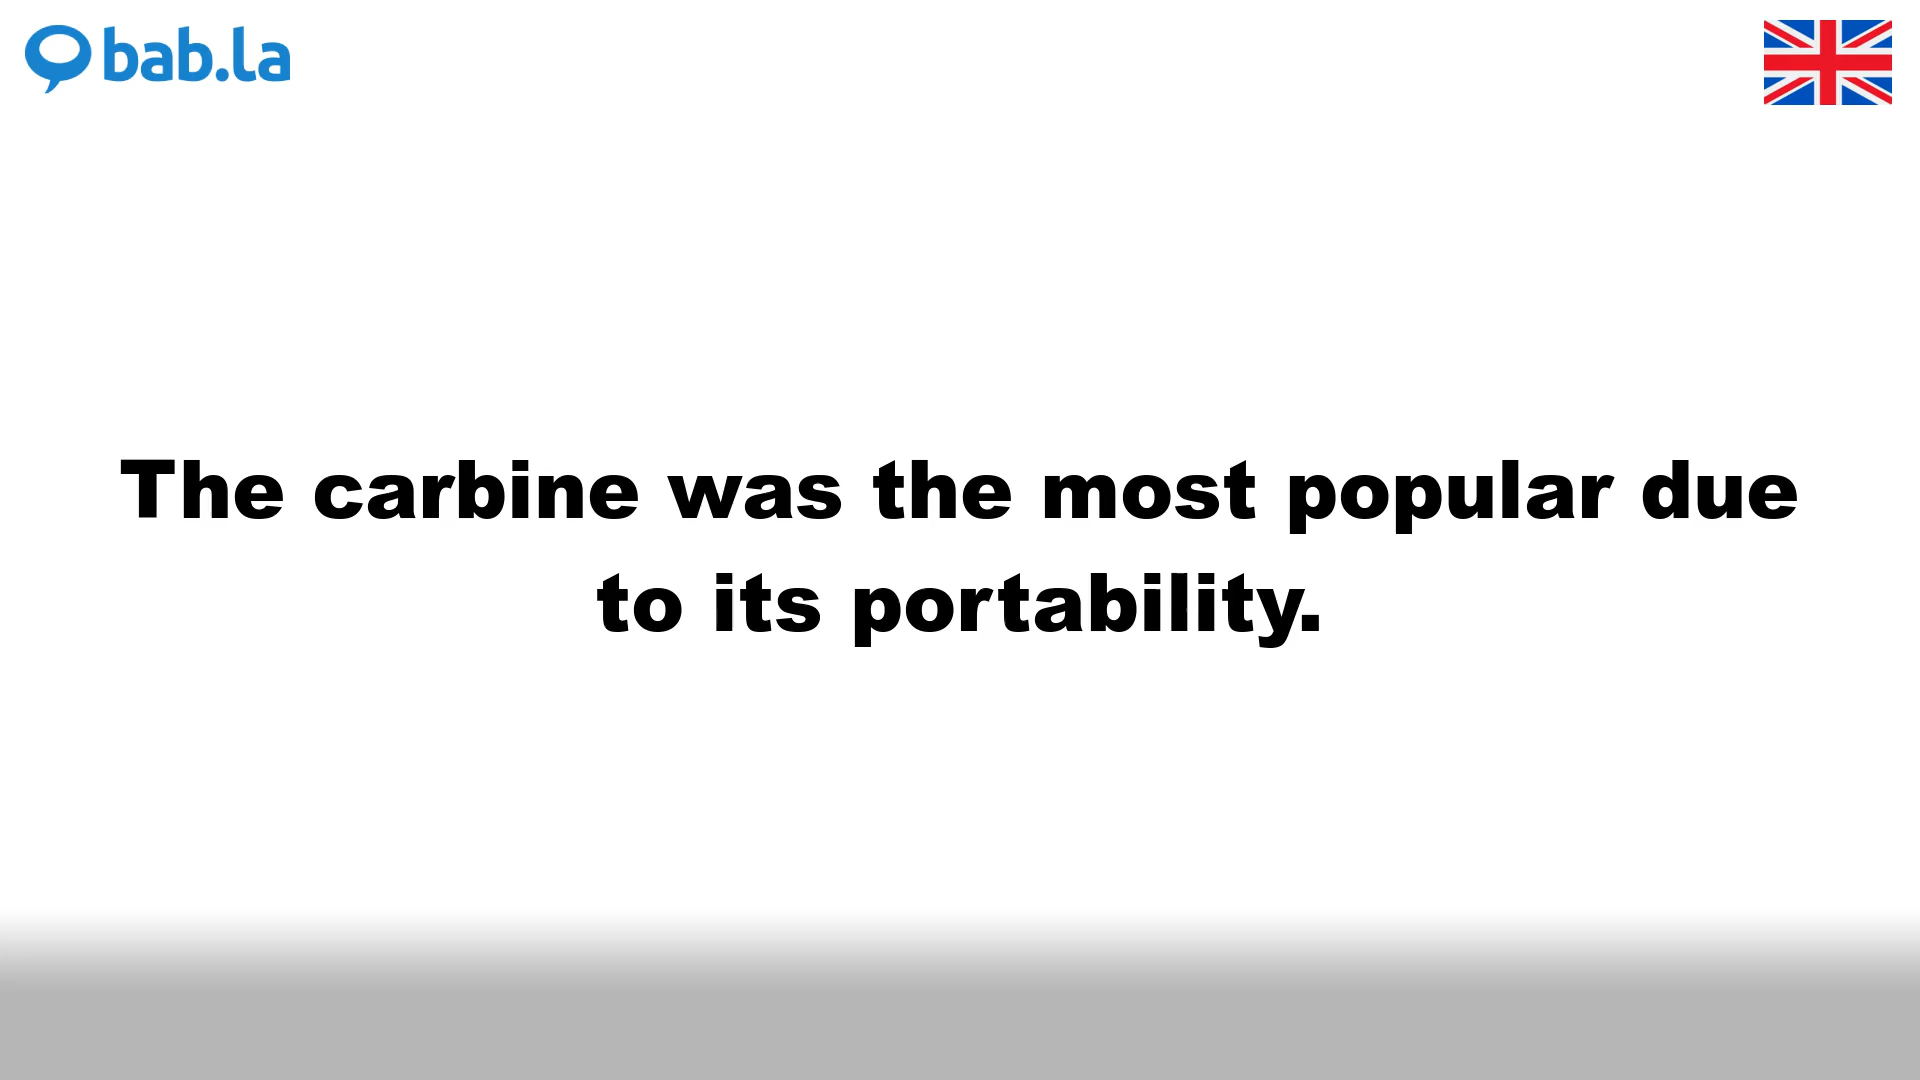 bab.la
The carbine was the most popular due
to its portability.